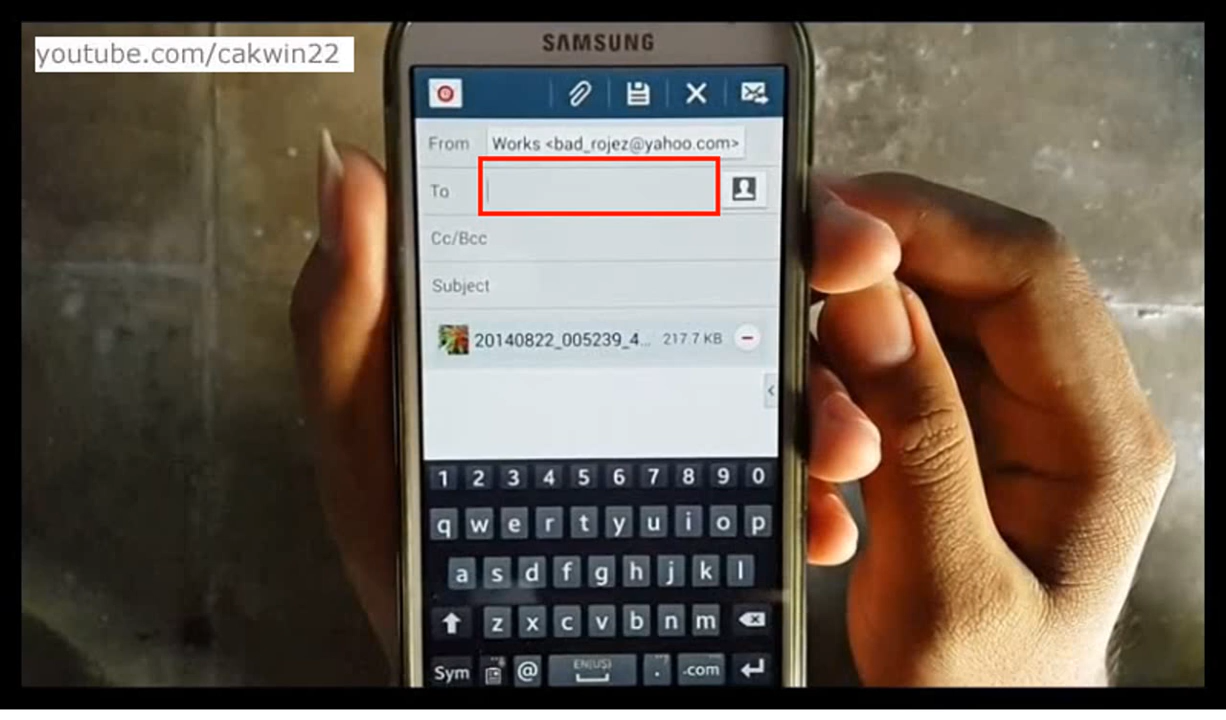 youtube.com/cakwin22
SAMSUNG
From Works <bad_rojez@yahoo.com>
To
Cc/Bcc
Subject
20140822_005239_4... 217.7 KB
1 2 3 4 5 6 7 8 9 0
q w e r t y u i o p
a s d f g h j k l
z x c v b n m
Sym @ EN(US) . .com